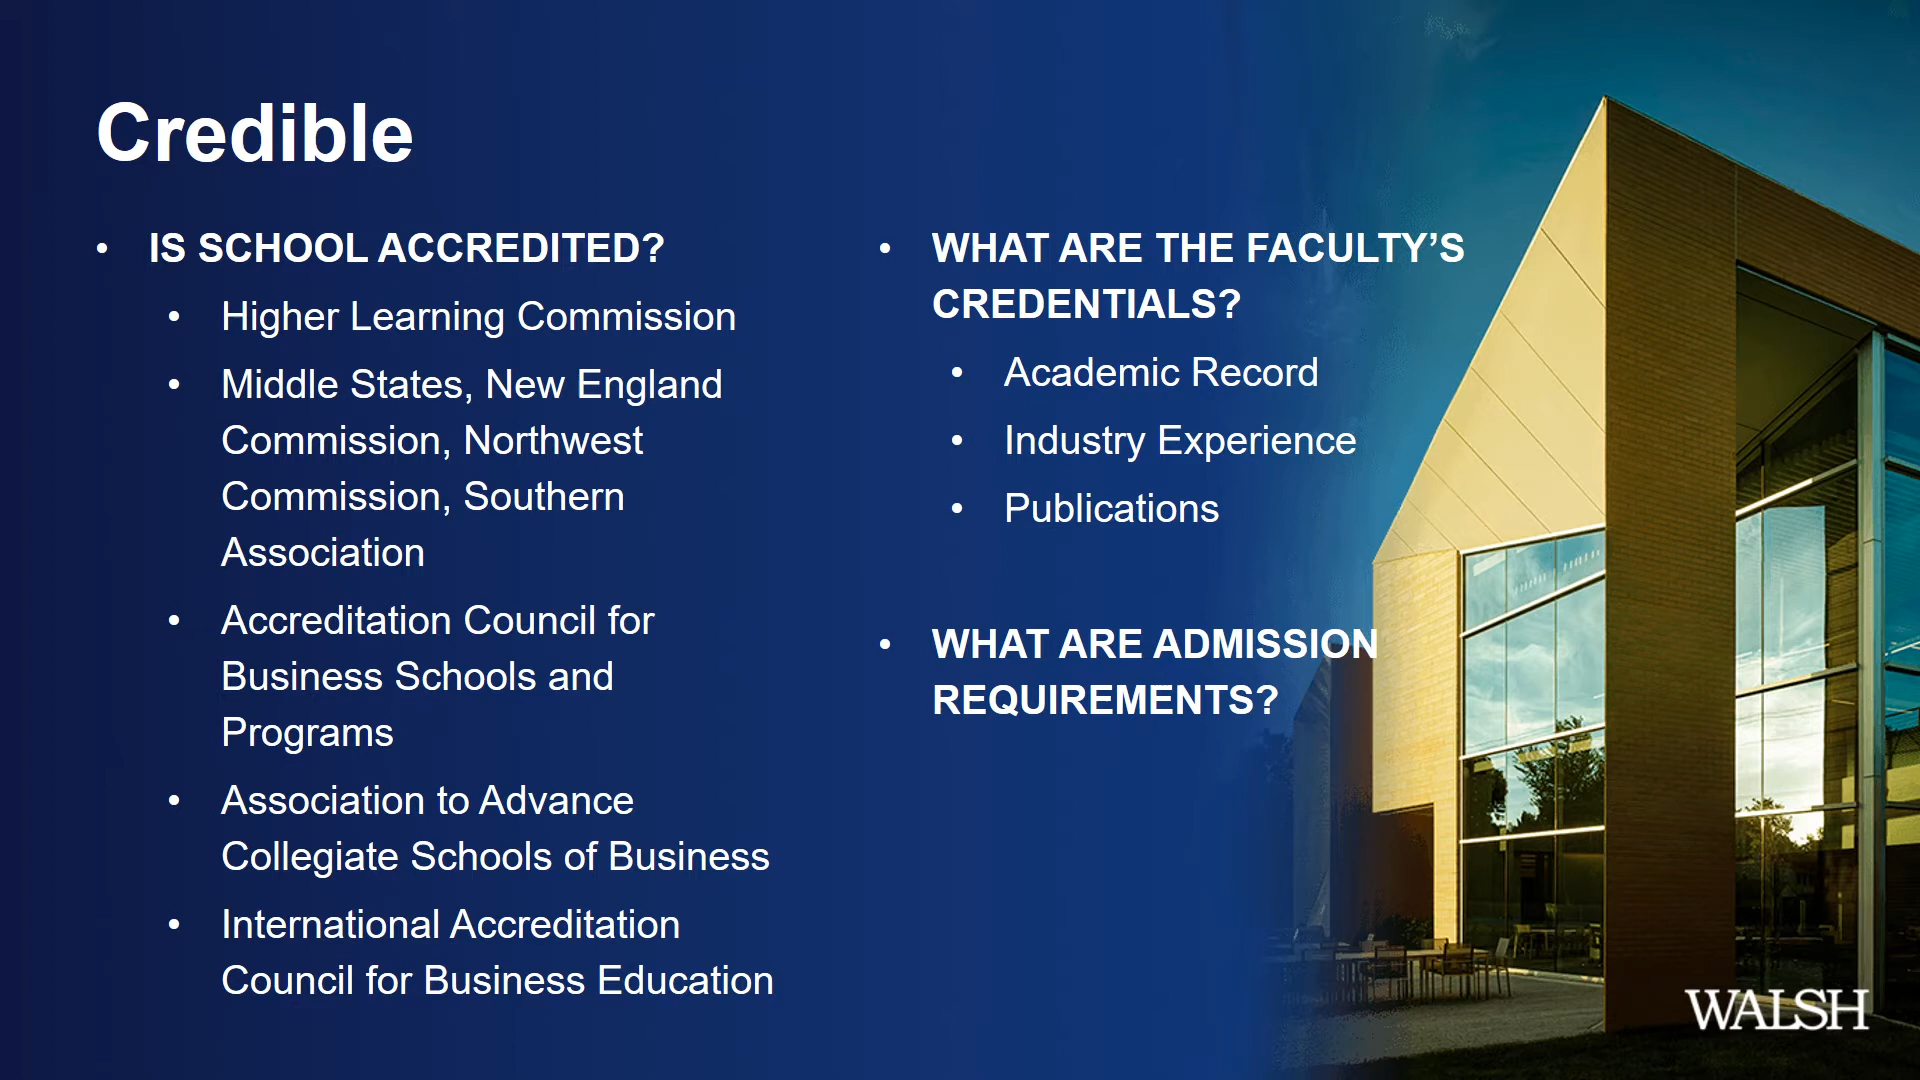 Credible
• IS SCHOOL ACCREDITED?
• Higher Learning Commission
• Middle States, New England
Commission, Northwest
Commission, Southern
Association
• Accreditation Council for
Business Schools and
Programs
• Association to Advance
Collegiate Schools of Business
• International Accreditation
Council for Business Education
• WHAT ARE THE FACULTY’S
CREDENTIALS?
• Academic Record
• Industry Experience
• Publications
• WHAT ARE ADMISSION
REQUIREMENTS?
WALSH